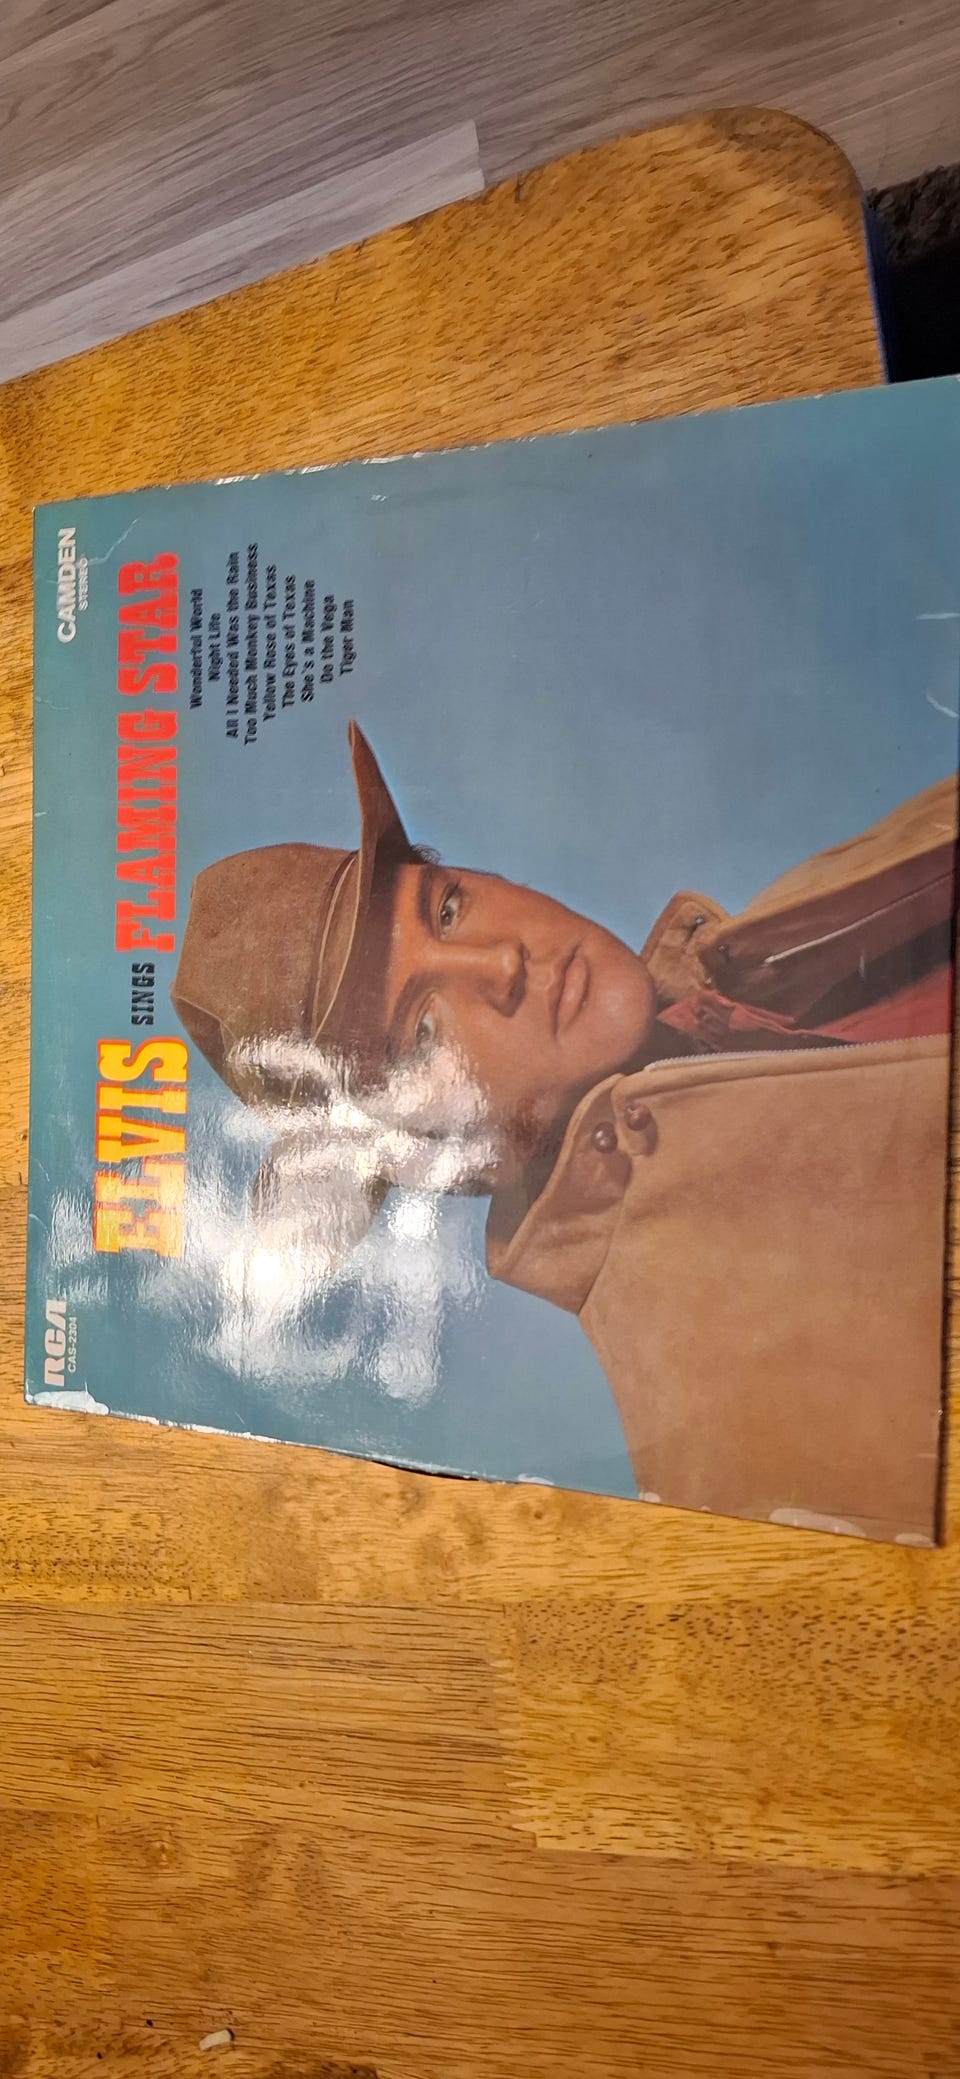 RCA
CAS-2304
CAMDEN
STEREO
ELVIS SINGS FLAMING STAR
Wonderful World
Night Life
All I Needed Was the Rain
Too Much Monkey Business
Yellow Rose of Texas
The Eyes of Texas
She's a Machine
Do the Vega
Tiger Man